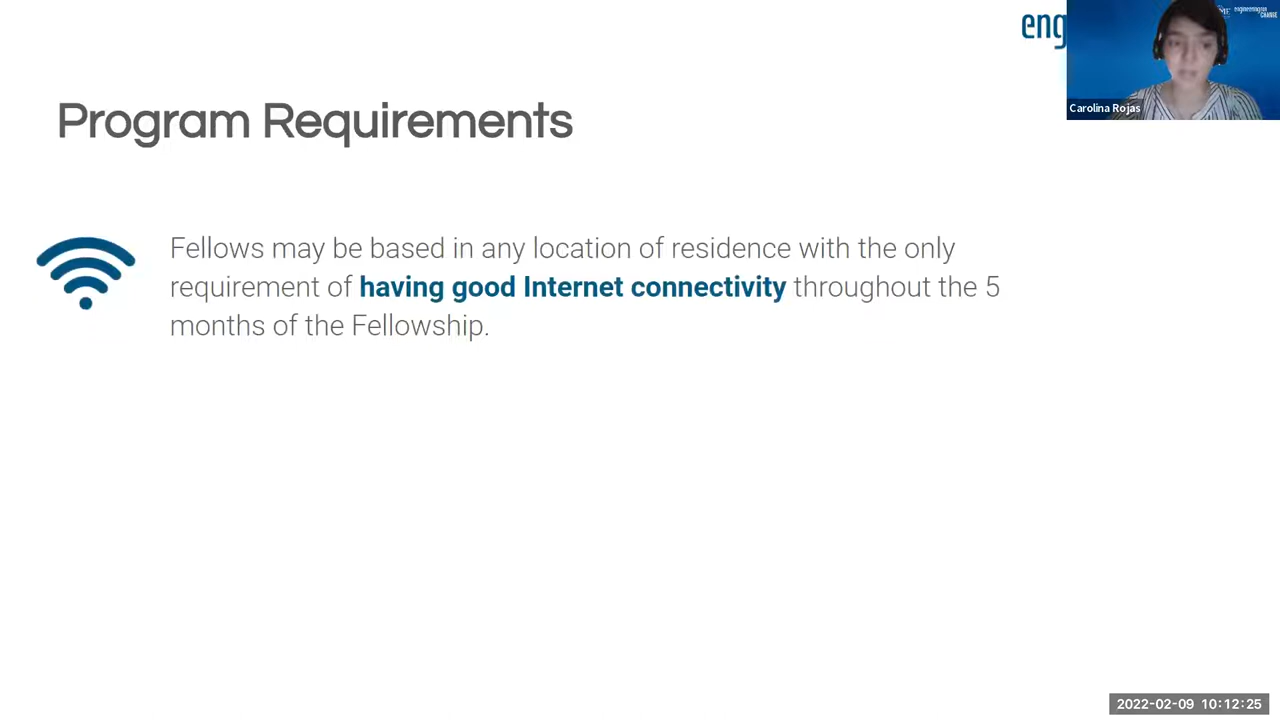 eng
Carolina Rojas
Program Requirements
Fellows may be based in any location of residence with the only
requirement of having good Internet connectivity throughout the 5
months of the Fellowship.
2022-02-09 10:12:25